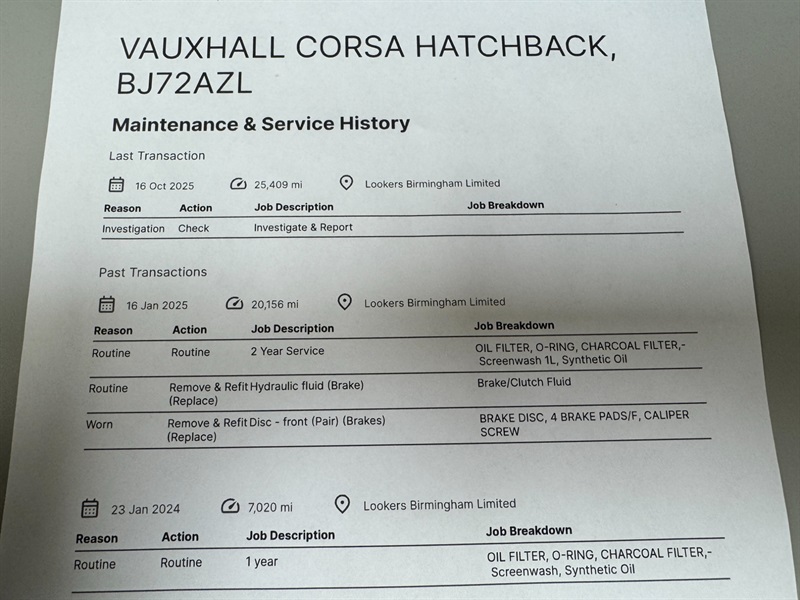 VAUXHALL CORSA HATCHBACK,
BJ72AZL
Maintenance & Service History
Last Transaction
16 Oct 2025 25,409 mi Lookers Birmingham Limited
Reason Action Job Description Job Breakdown
Investigation Check Investigate & Report
Past Transactions
16 Jan 2025 20,156 mi Lookers Birmingham Limited
Reason Action Job Description Job Breakdown
Routine Routine 2 Year Service OIL FILTER, O-RING, CHARCOAL FILTER,-
Screenwash 1L, Synthetic Oil
Routine Remove & Refit Hydraulic fluid (Brake) Brake/Clutch Fluid
(Replace)
Worn Remove & Refit Disc - front (Pair) (Brakes) BRAKE DISC, 4 BRAKE PADS/F, CALIPER
(Replace) SCREW
23 Jan 2024 7,020 mi Lookers Birmingham Limited
Reason Action Job Description Job Breakdown
Routine Routine 1 year OIL FILTER, O-RING, CHARCOAL FILTER,-
Screenwash, Synthetic Oil